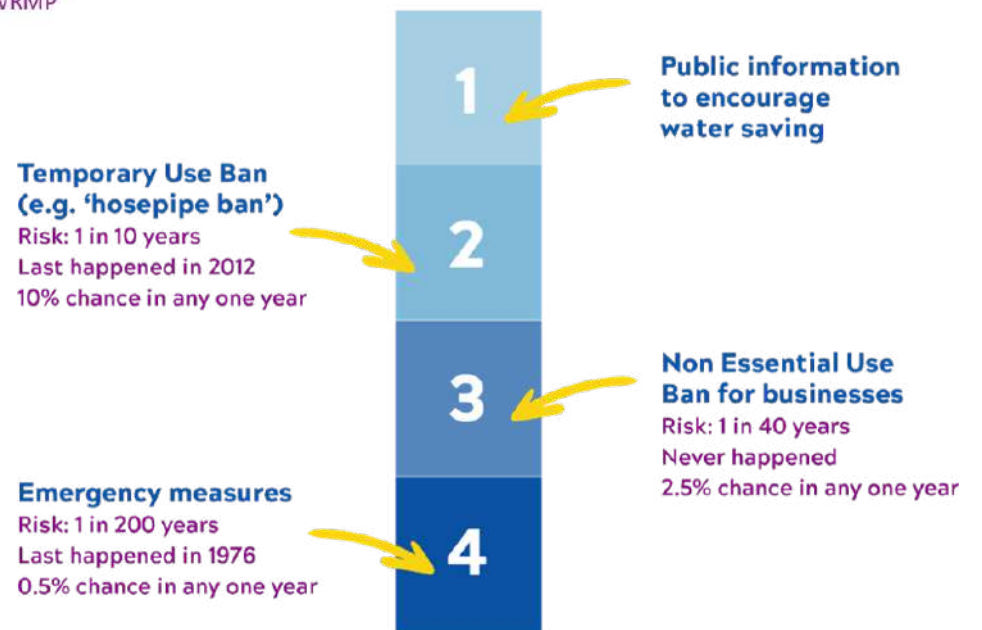 WRMP
1
Public information
to encourage
water saving
Temporary Use Ban
(e.g. ‘hosepipe ban’)
Risk: 1 in 10 years
Last happened in 2012
10% chance in any one year
2
3
Non Essential Use
Ban for businesses
Risk: 1 in 40 years
Never happened
2.5% chance in any one year
Emergency measures
Risk: 1 in 200 years
Last happened in 1976
0.5% chance in any one year
4